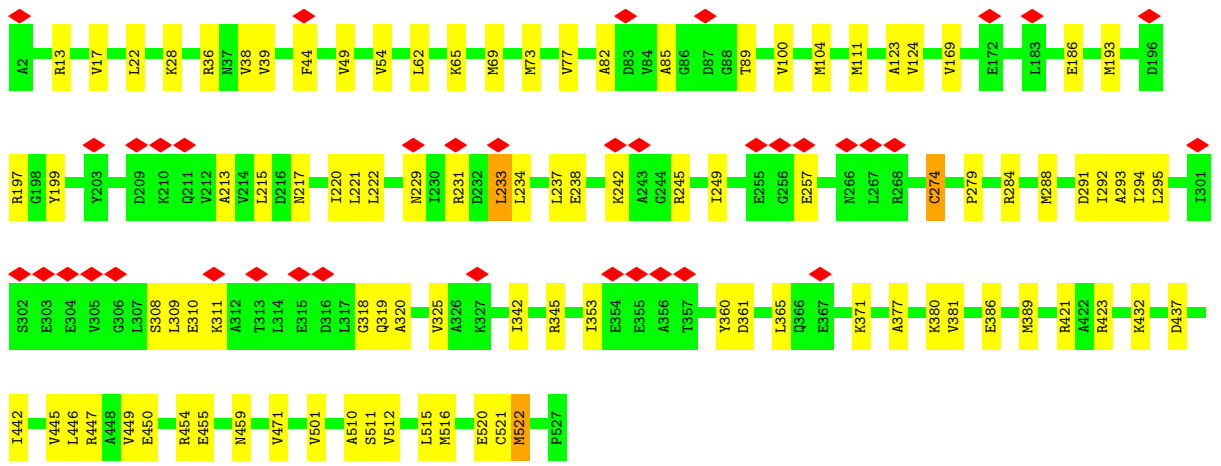 A2 R13 V17 L22 K28 R36 N37 V38 V39 F44 V49 V54 L62 K65 M69 M73 V77 A82 D83 V84 A85 G86 D87 G88 T89 V100 M104 M111 A123 V124 V169 E172 L183 E186 M193 D196
R197 G198 Y199 Y203 D209 K210 Q211 V212 A213 V214 L215 D216 N217 I220 L221 L222 N229 I230 R231 D232 L233 L234 L237 E238 K242 A243 G244 R245 I249 E255 G256 E257 N266 L267 R268 C274 P279 R284 M288 D291 I292 A293 I294 L295 I301
S302 E303 E304 V305 G306 L307 S308 L309 E310 K311 A312 T313 L314 E315 D316 L317 G318 Q319 A320 V325 A326 K327 I342 R345 I353 E354 E355 A356 T357 Y360 D361 L365 Q366 E367 K371 A377 K380 V381 E386 M389 R421 A422 R423 K432 D437
I442 V445 L446 R447 A448 V449 E450 R454 E455 N459 V471 V501 A510 S511 V512 L515 M516 E520 C521 M522 P527